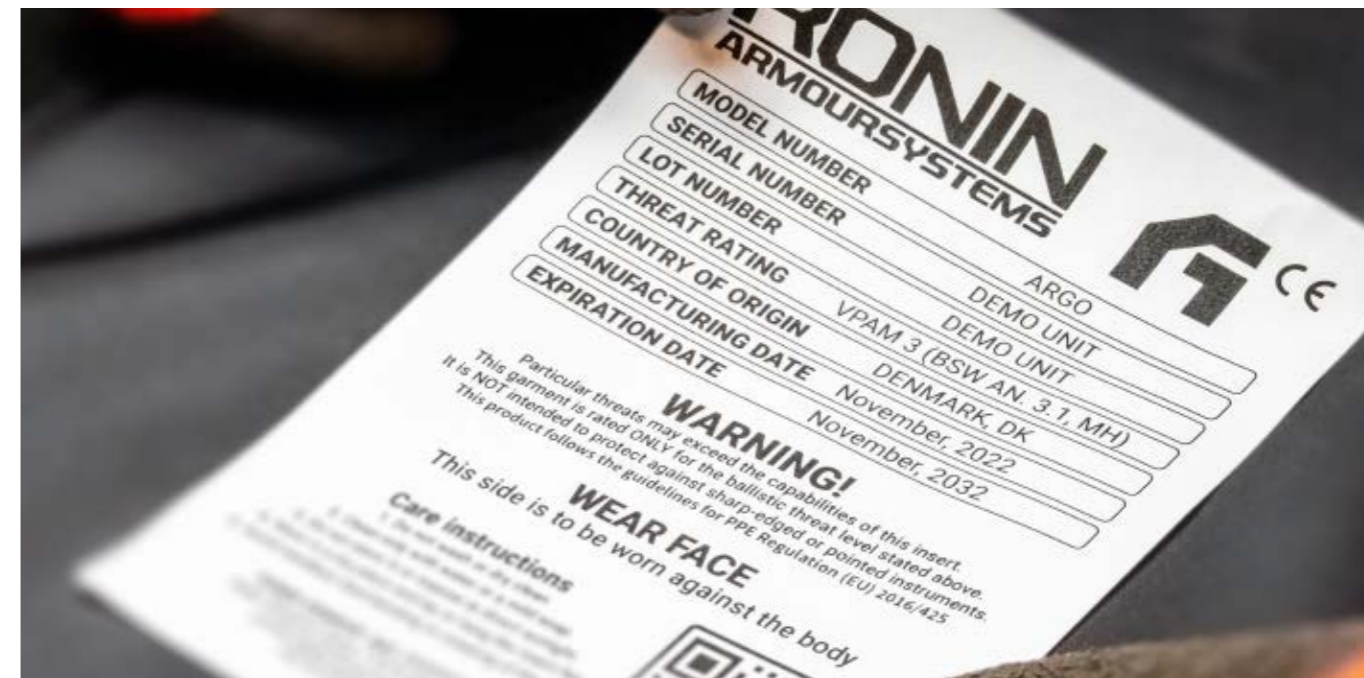 RONIN
ARMOURSYSTEMS
CE
MODEL NUMBER ARGO
SERIAL NUMBER DEMO UNIT
LOT NUMBER DEMO UNIT
THREAT RATING VPAM 3 (BSW AN. 3.1, MH)
COUNTRY OF ORIGIN DENMARK, DK
MANUFACTURING DATE November, 2022
EXPIRATION DATE November, 2032
WARNING!
Particular threats may exceed the capabilities of this insert.
This garment is rated ONLY for the ballistic threat level stated above.
It is NOT intended to protect against sharp-edged or pointed instruments.
This product follows the guidelines for PPE Regulation (EU) 2016/425
WEAR FACE
This side is to be worn against the body
Care instructions